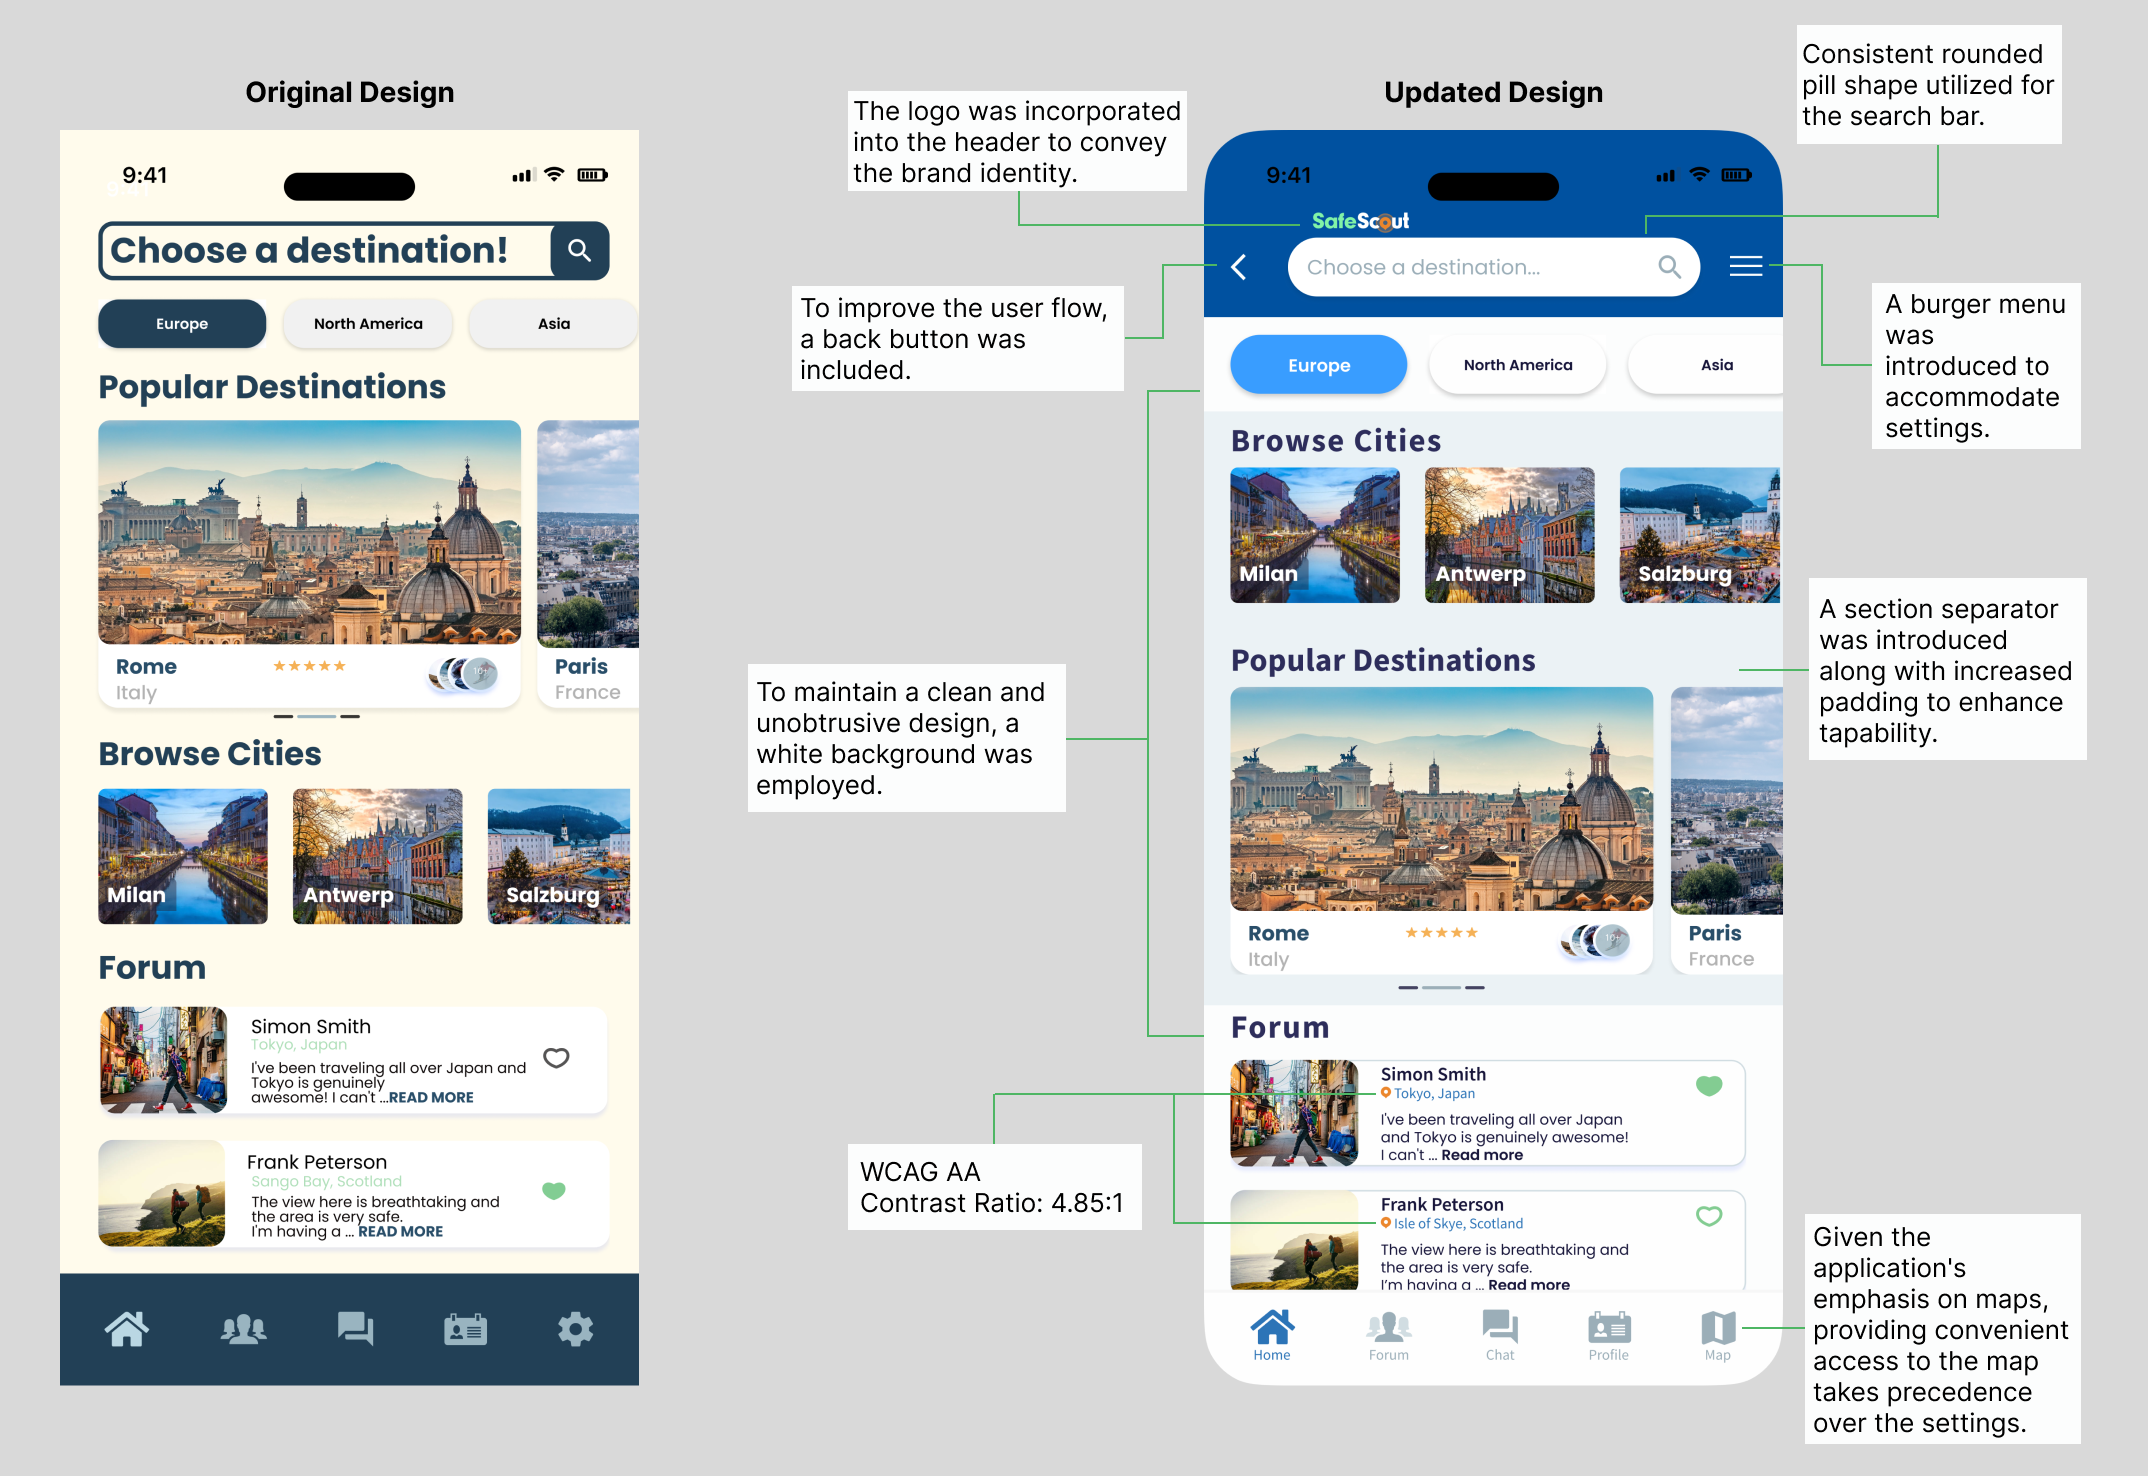 Original Design
9:41
Choose a destination!
Europe
North America
Asia
Popular Destinations
Rome
Italy
10+
Paris
France
Browse Cities
Milan
Antwerp
Salzburg
Forum
Simon Smith
Tokyo, Japan
I've been traveling all over Japan and
Tokyo is genuinely
awesome! I can't ...READ MORE
Frank Peterson
Sango Bay, Scotland
The view here is breathtaking and
the area is very safe.
I'm having a ... READ MORE
The logo was incorporated
into the header to convey
the brand identity.
To improve the user flow,
a back button was
included.
To maintain a clean and
unobtrusive design, a
white background was
employed.
WCAG AA
Contrast Ratio: 4.85:1
Updated Design
9:41
SafeScout
Choose a destination...
Europe
North America
Asia
Browse Cities
Milan
Antwerp
Salzburg
Popular Destinations
Rome
Italy
10+
Paris
France
Forum
Simon Smith
Tokyo, Japan
I've been traveling all over Japan
and Tokyo is genuinely awesome!
I can't ... Read more
Frank Peterson
Isle of Skye, Scotland
The view here is breathtaking and
the area is very safe.
I'm having a ... Read more
Home
Forum
Chat
Profile
Map
Consistent rounded
pill shape utilized for
the search bar.
A burger menu
was
introduced to
accommodate
settings.
A section separator
was introduced
along with increased
padding to enhance
tapability.
Given the
application's
emphasis on maps,
providing convenient
access to the map
takes precedence
over the settings.